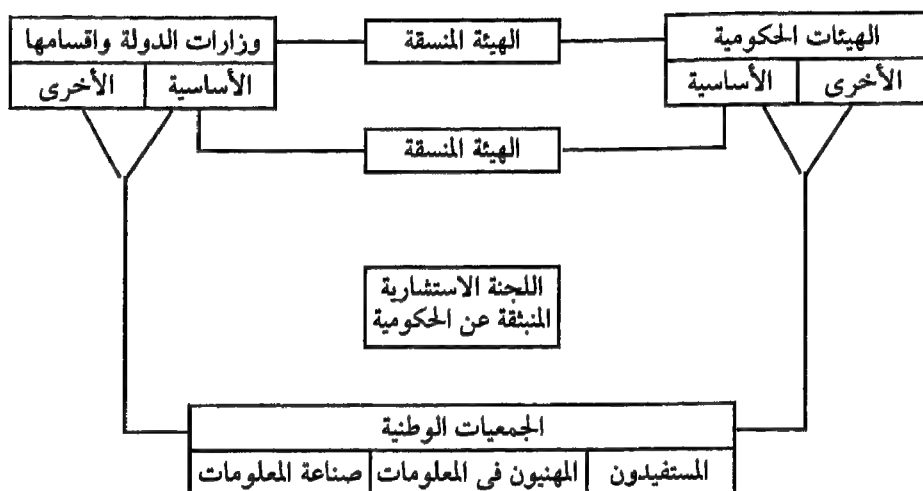 الهيئات الحكومية
الأخرى
الأساسية
الهيئة المنسقة
وزارات الدولة واقسامها
الأساسية
الأخرى
الهيئة المنسقة
اللجنة الاستشارية
المنبثقة عن الحكومية
الجمعيات الوطنية
المستفيدون
المهنيون فى المعلومات
صناعة المعلومات